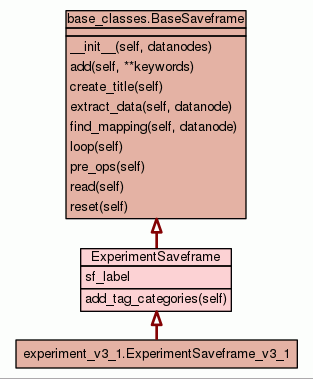 base_classes.BaseSaveframe
__init__(self, datanodes)
add(self, **keywords)
create_title(self)
extract_data(self, datanode)
find_mapping(self, datanode)
loop(self)
pre_ops(self)
read(self)
reset(self)
ExperimentSaveframe
sf_label
add_tag_categories(self)
experiment_v3_1.ExperimentSaveframe_v3_1